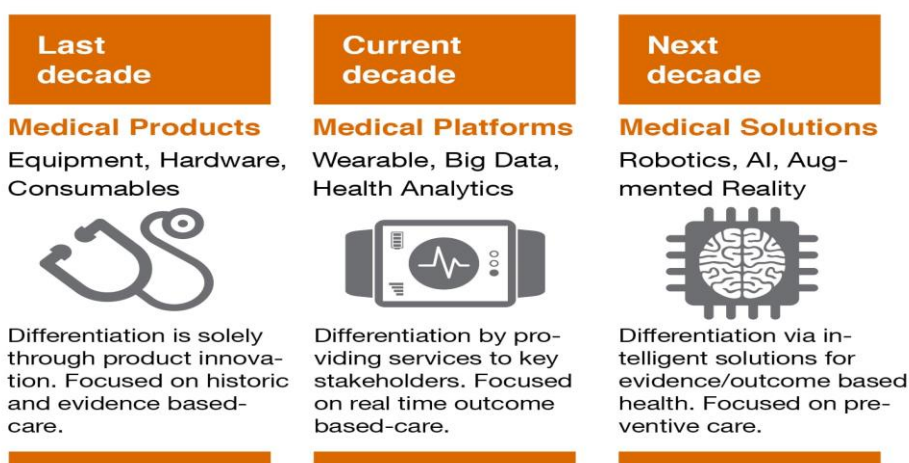 Last
decade
Medical Products
Equipment, Hardware,
Consumables
Differentiation is solely
through product innova-
tion. Focused on historic
and evidence based-
care.
Current
decade
Medical Platforms
Wearable, Big Data,
Health Analytics
Differentiation by pro-
viding services to key
stakeholders. Focused
on real time outcome
based-care.
Next
decade
Medical Solutions
Robotics, AI, Aug-
mented Reality
Differentiation via in-
telligent solutions for
evidence/outcome based
health. Focused on pre-
ventive care.